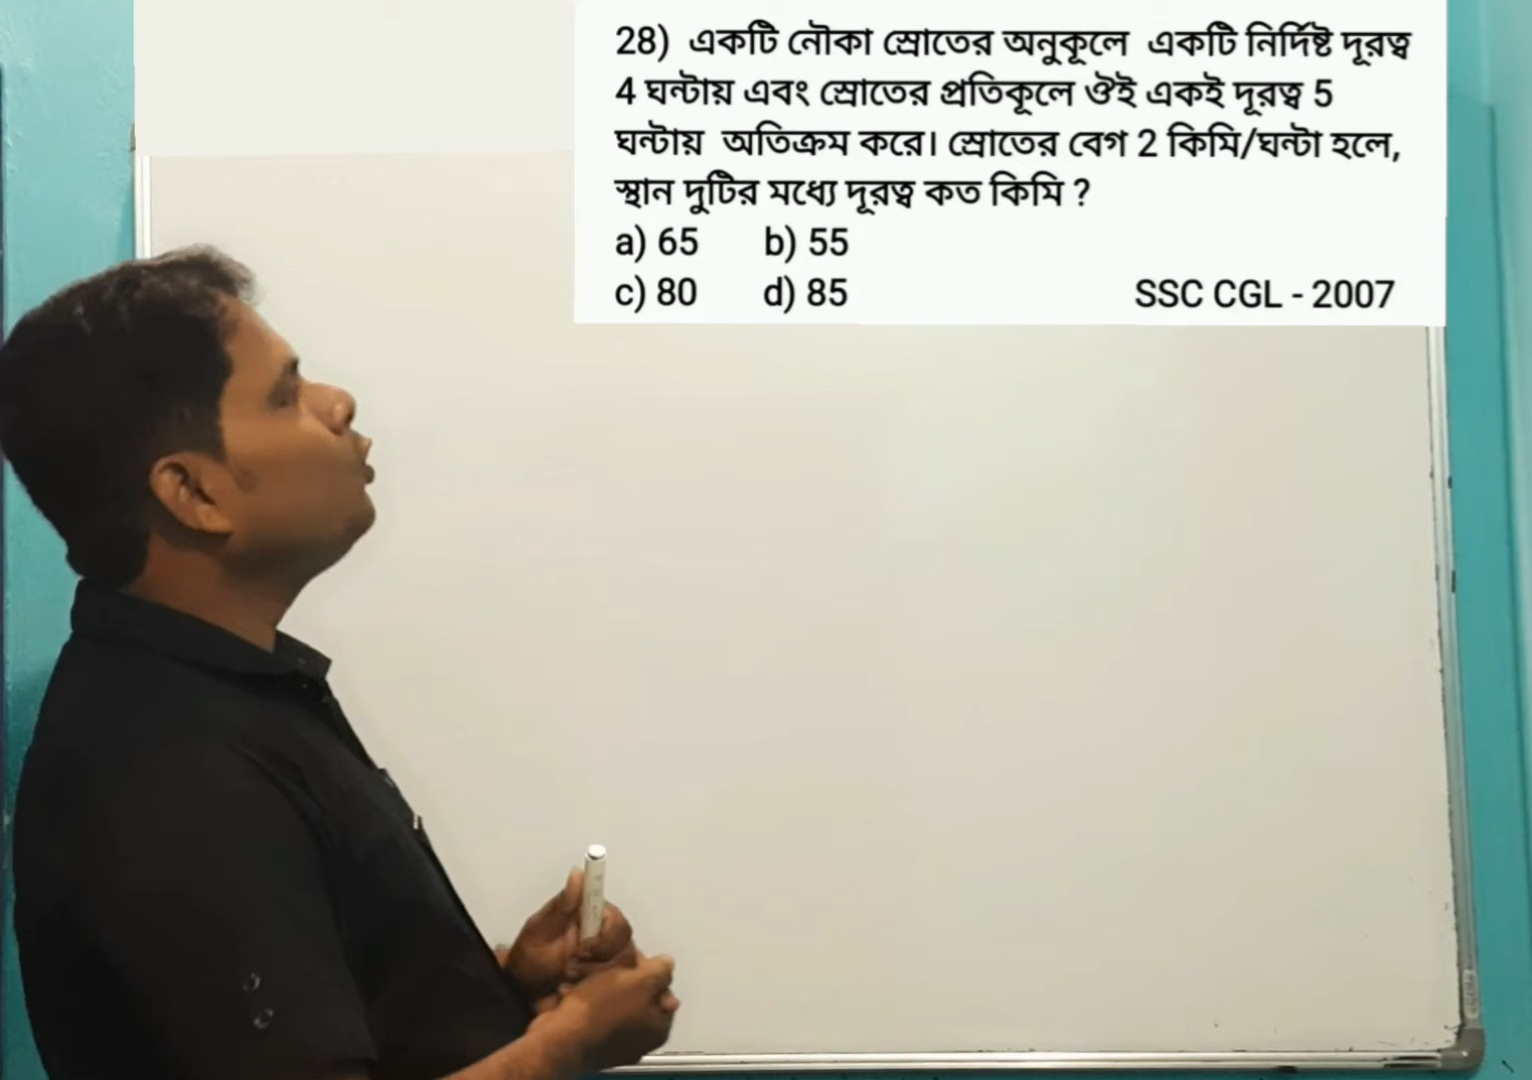 28) একটি নৌকা স্রোতের অনুকূলে একটি নির্দিষ্ট দূরত্ব
4 ঘন্টায় এবং স্রোতের প্রতিকূলে ঔই একই দূরত্ব 5
ঘন্টায় অতিক্রম করে। স্রোতের বেগ 2 কিমি/ঘন্টা হলে,
স্থান দুটির মধ্যে দূরত্ব কত কিমি ?
a) 65 b) 55
c) 80 d) 85 SSC CGL - 2007